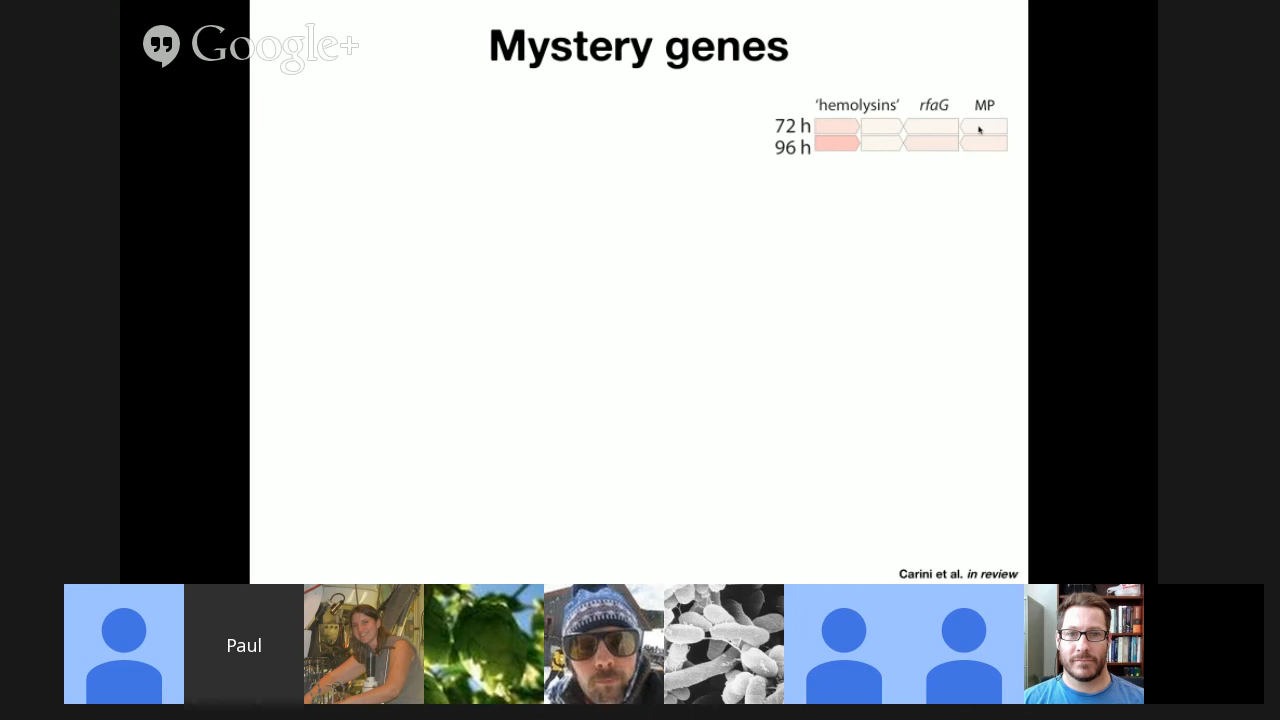 Google+
Mystery genes
'hemolysins' rfaG MP
72 h
96 h
Carini et al. in review
Paul